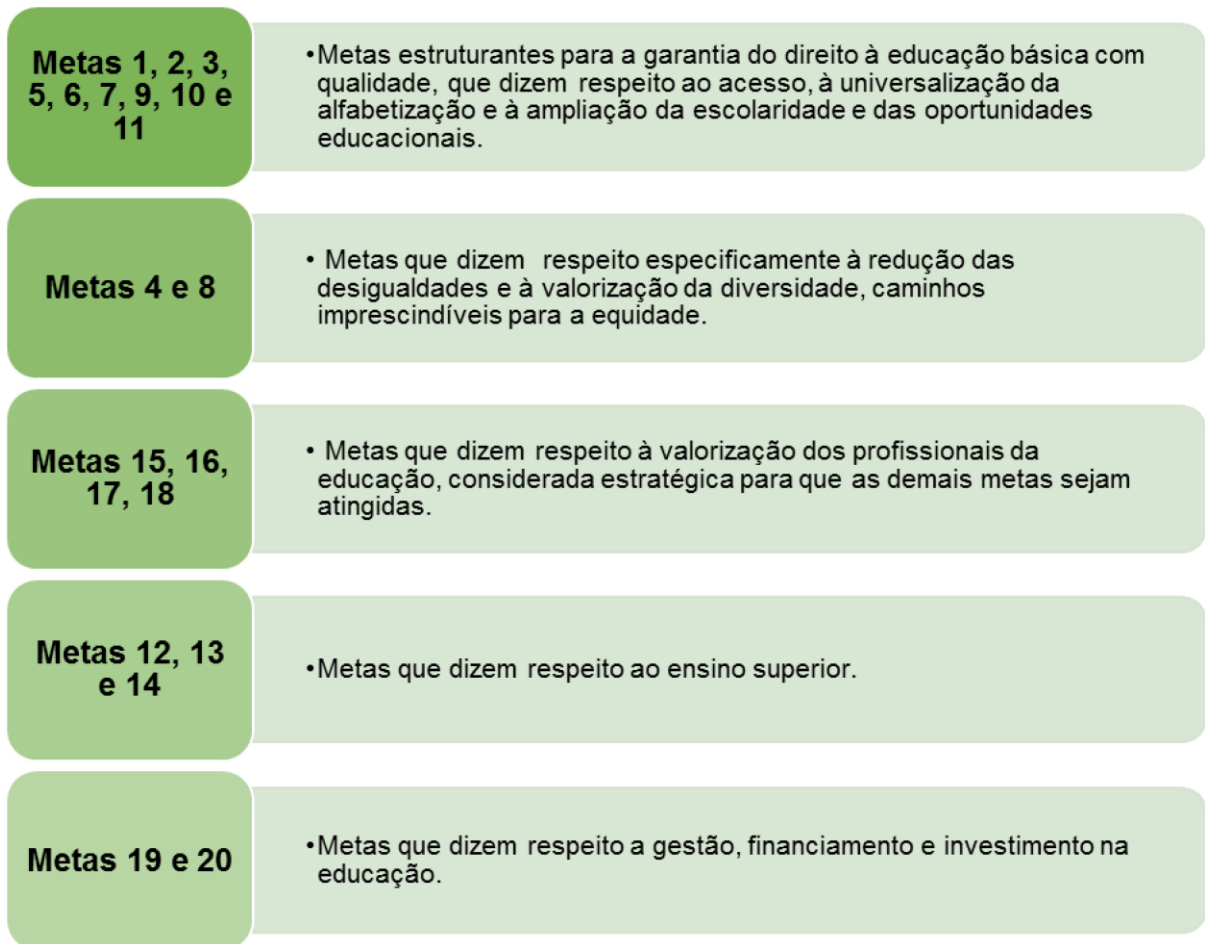 Metas 1, 2, 3,
5, 6, 7, 9, 10 e
11
•Metas estruturantes para a garantia do direito à educação básica com
qualidade, que dizem respeito ao acesso, à universalização da
alfabetização e à ampliação da escolaridade e das oportunidades
educacionais.
Metas 4 e 8
• Metas que dizem respeito especificamente à redução das
desigualdades e à valorização da diversidade, caminhos
imprescindíveis para a equidade.
Metas 15, 16,
17, 18
• Metas que dizem respeito à valorização dos profissionais da
educação, considerada estratégica para que as demais metas sejam
atingidas.
Metas 12, 13
e 14
•Metas que dizem respeito ao ensino superior.
Metas 19 e 20
•Metas que dizem respeito a gestão, financiamento e investimento na
educação.